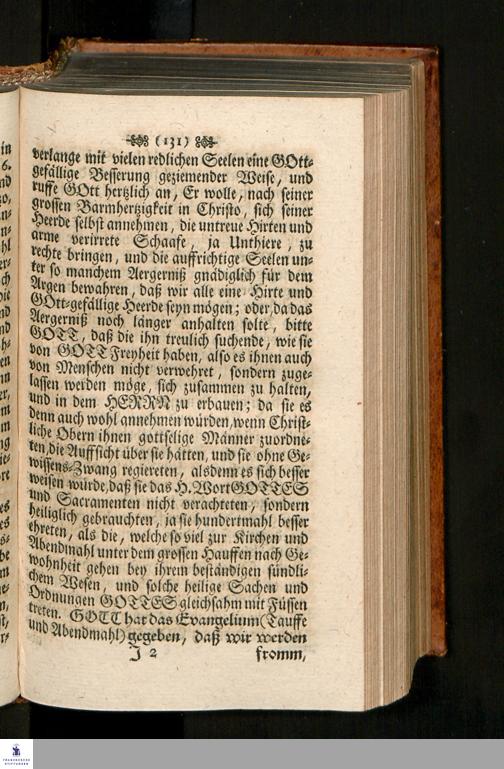 (131)
verlange mit vielen redlichen Seelen eine GOtt-
gefällige Besserung geziemender Weise, und
ruffe GOtt hertzlich an, Er wolle, nach seiner
grossen Barmhertzigkeit in Christo, sich seiner
Heerde selbst annehmen, die untreue Hirten und
arme verirrete Schaafe, ja Unthiere, zu
rechte bringen, und die auffrichtige Seelen un-
ter so manchem Aergerniß gnädiglich für dem
Argen bewahren, daß wir alle eine Hirte und
GOtt-gefällige Heerde seyn mögen; oder, da das
Aergerniß noch länger anhalten solte, bitte
GOTT, daß die ihn treulich suchende, wie sie
von GOTT Freyheit haben, also es ihnen auch
von Menschen nicht verwehret, sondern zuge-
lassen werden möge, sich zusammen zu halten,
und in dem HERRN zu erbauen; da sie es
denn auch wohl annehmen würden, wenn Christ-
liche Obern ihnen gottselige Männer zuordne-
ten, die Auffsicht über sie hätten, und sie ohne Ge-
wissens-Zwang regiereten, alsdenn es sich besser
weisen würde, daß sie das H. Wort GOTTES
und Sacramenten nicht verachteten, sondern
heiliglich gebrauchten, ja sie hundertmahl besser
ehreten, als die, welche so viel zur Kirchen und
Abendmahl unter dem grossen Hauffen nach Ge-
wohnheit gehen bey ihrem beständigen sündli-
chem Wesen, und solche heilige Sachen und
Ordnungen GOTTES gleichsahm mit Füssen
treten. GOTT hat das Evangelium (Tauffe
und Abendmahl) gegeben, daß wir werden
J 2 fromm,
FRANCKESCHE
STIFTUNGEN